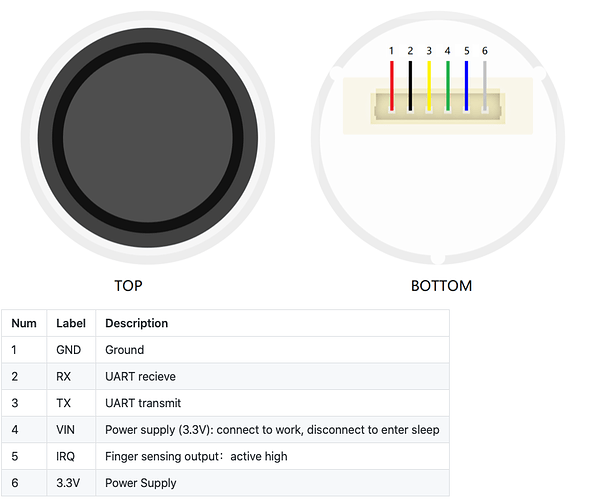 1 2 3 4 5 6
TOP BOTTOM
Num Label Description
1 GND Ground
2 RX UART recieve
3 TX UART transmit
4 VIN Power supply (3.3V): connect to work, disconnect to enter sleep
5 IRQ Finger sensing output：active high
6 3.3V Power Supply